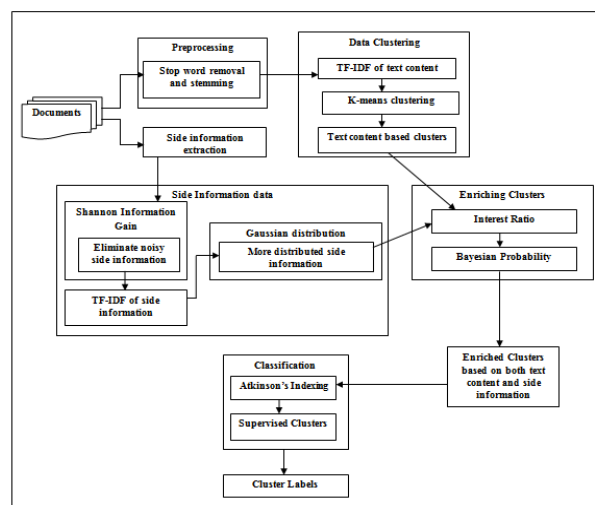 Preprocessing
Stop word removal
and stemming
Data Clustering
TF-IDF of text content
K-means clustering
Text content based clusters
Documents
Side information
extraction
Side Information data
Shannon Information
Gain
Eliminate noisy
side information
TF-IDF of side
information
Gaussian distribution
More distributed side
information
Enriching Clusters
Interest Ratio
Bayesian Probability
Enriched Clusters
based on both text
content and side
information
Classification
Atkinson's Indexing
Supervised Clusters
Cluster Labels